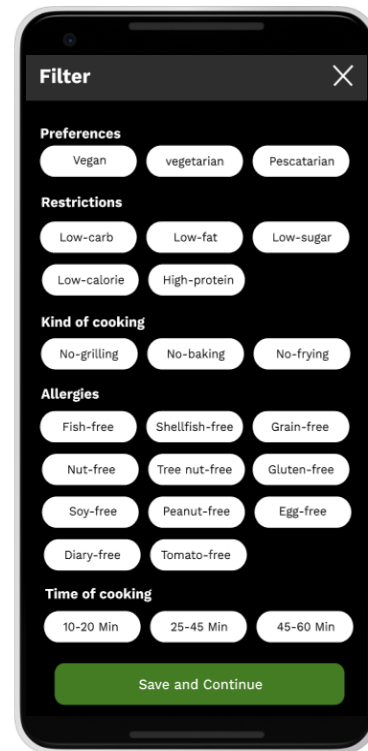 Filter
Preferences
Vegan vegetarian Pescatarian
Restrictions
Low-carb Low-fat Low-sugar
Low-calorie High-protein
Kind of cooking
No-grilling No-baking No-frying
Allergies
Fish-free Shellfish-free Grain-free
Nut-free Tree nut-free Gluten-free
Soy-free Peanut-free Egg-free
Diary-free Tomato-free
Time of cooking
10-20 Min 25-45 Min 45-60 Min
Save and Continue